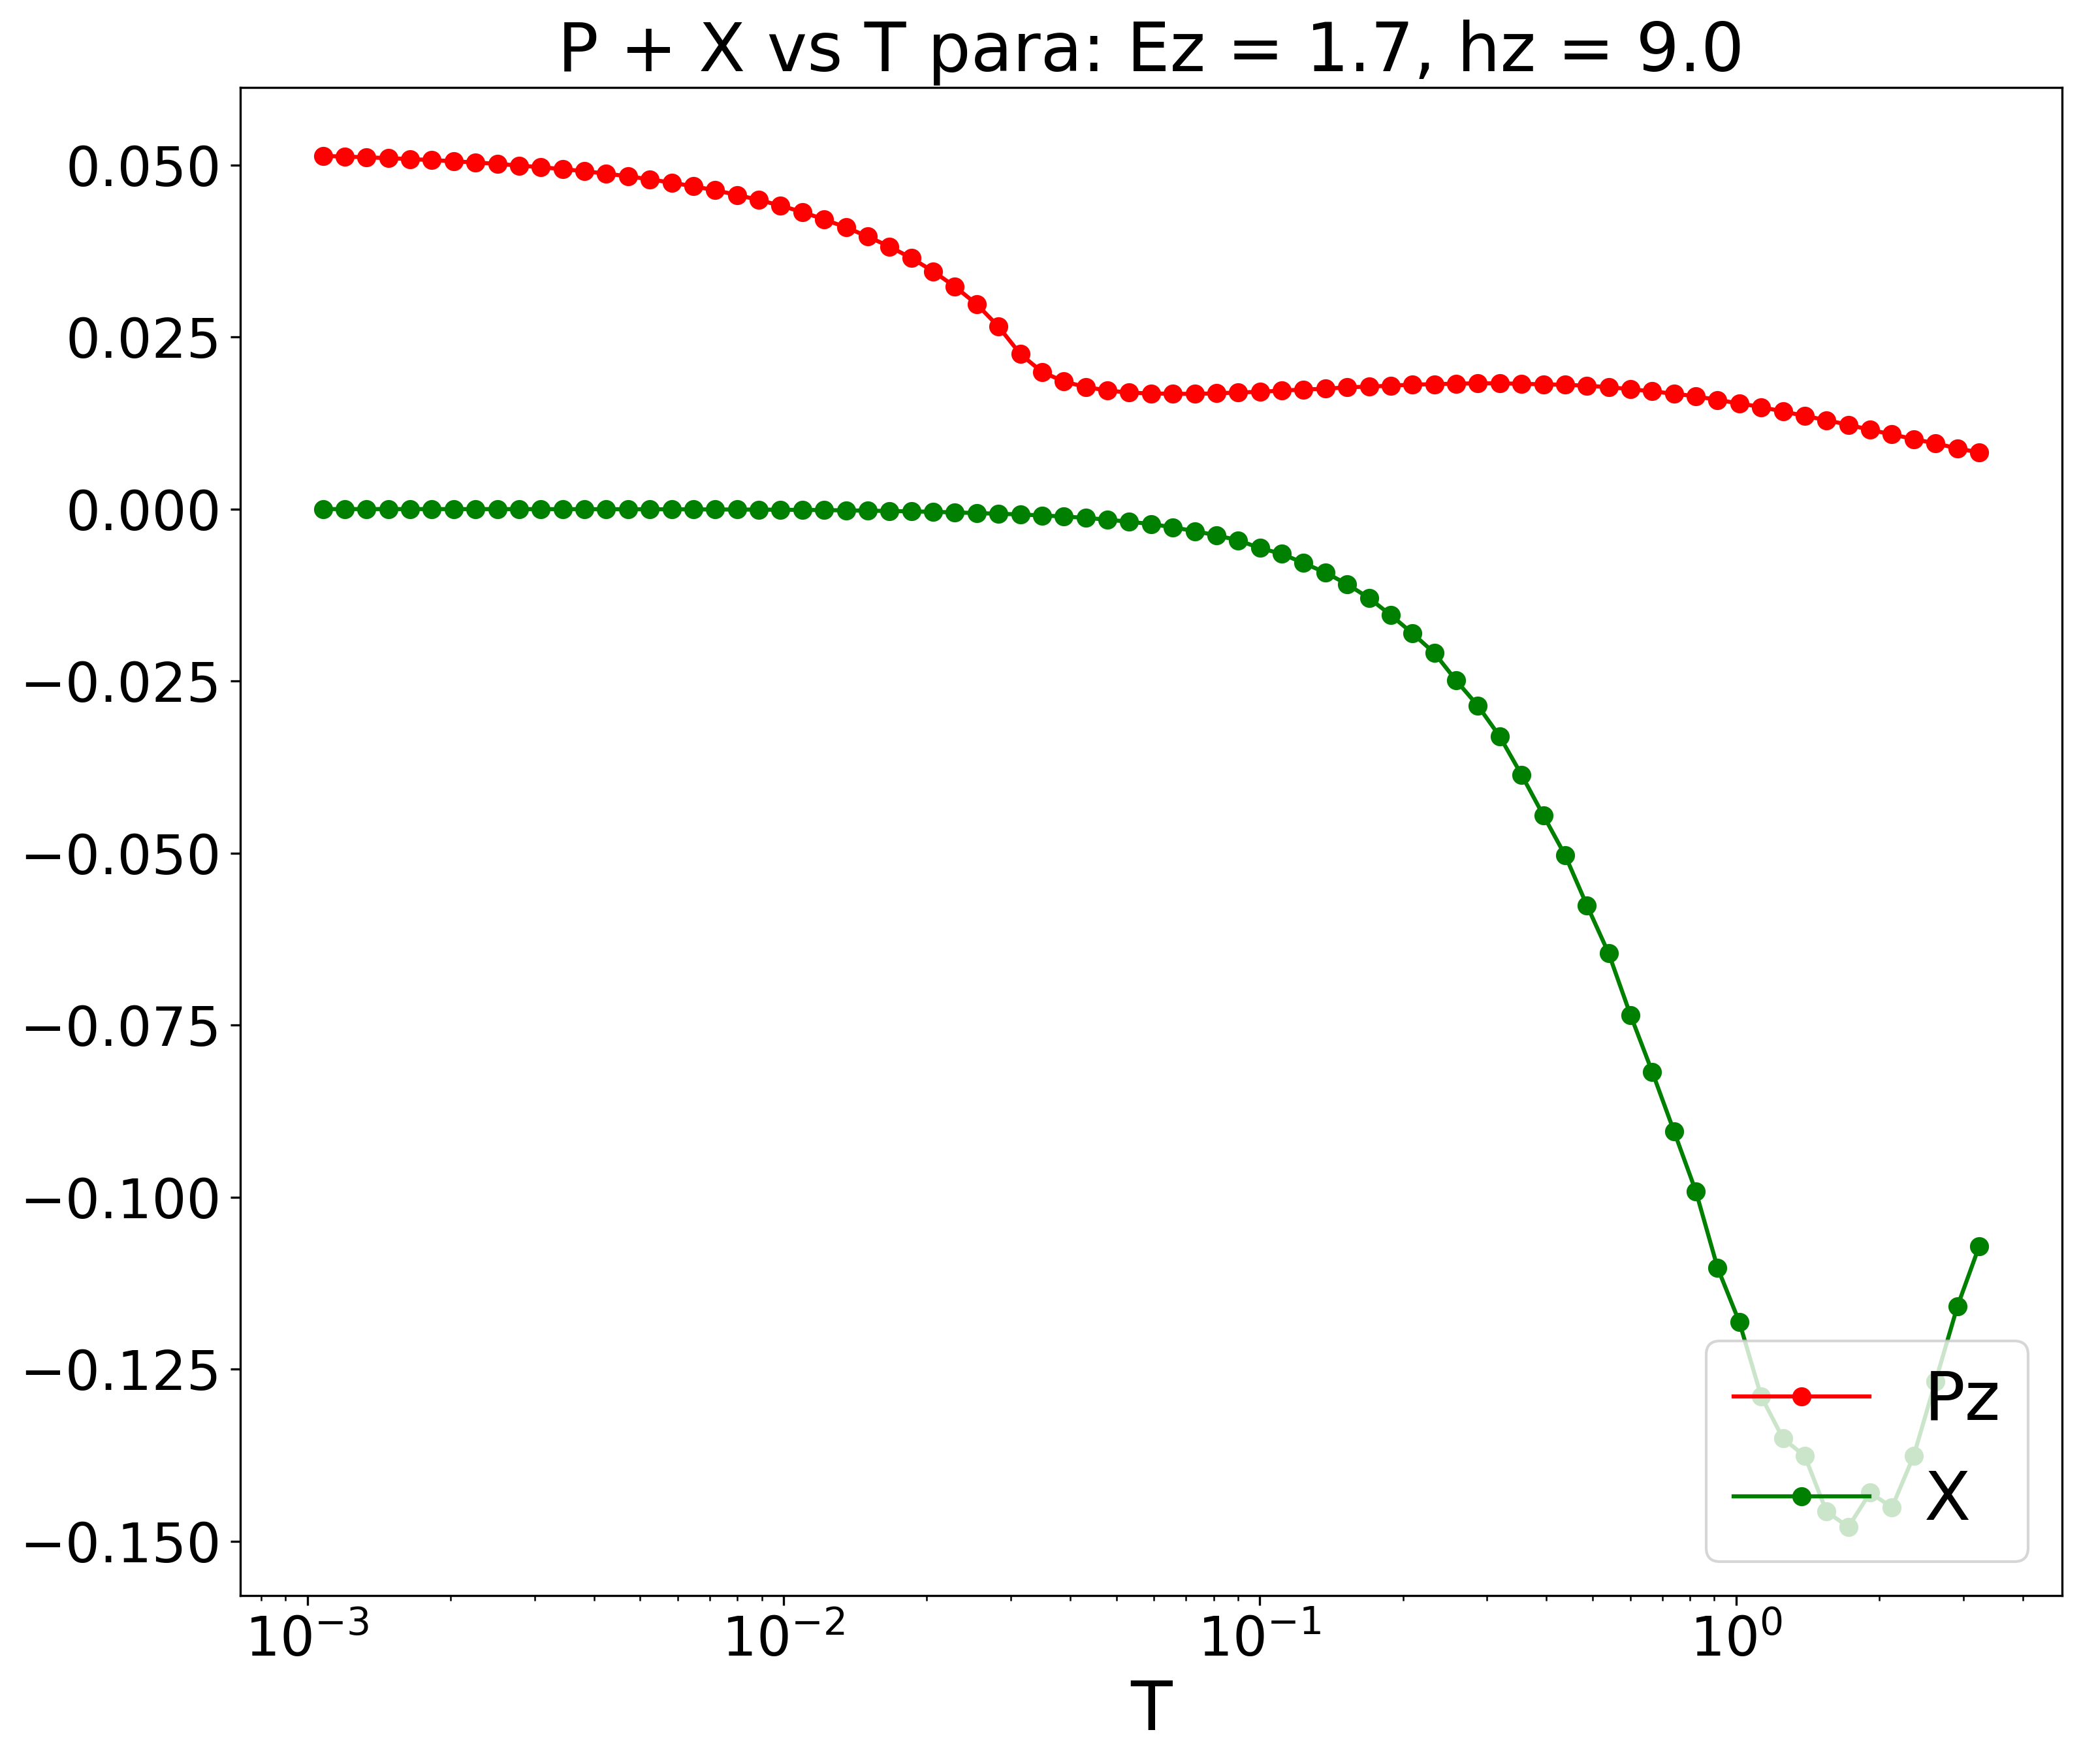 P + X vs T para: Ez = 1.7, hz = 9.0
0.050
0.025
0.000
−0.025
−0.050
−0.075
−0.100
−0.125
−0.150
Pz
X
10⁻³ 10⁻² 10⁻¹ 10⁰
T